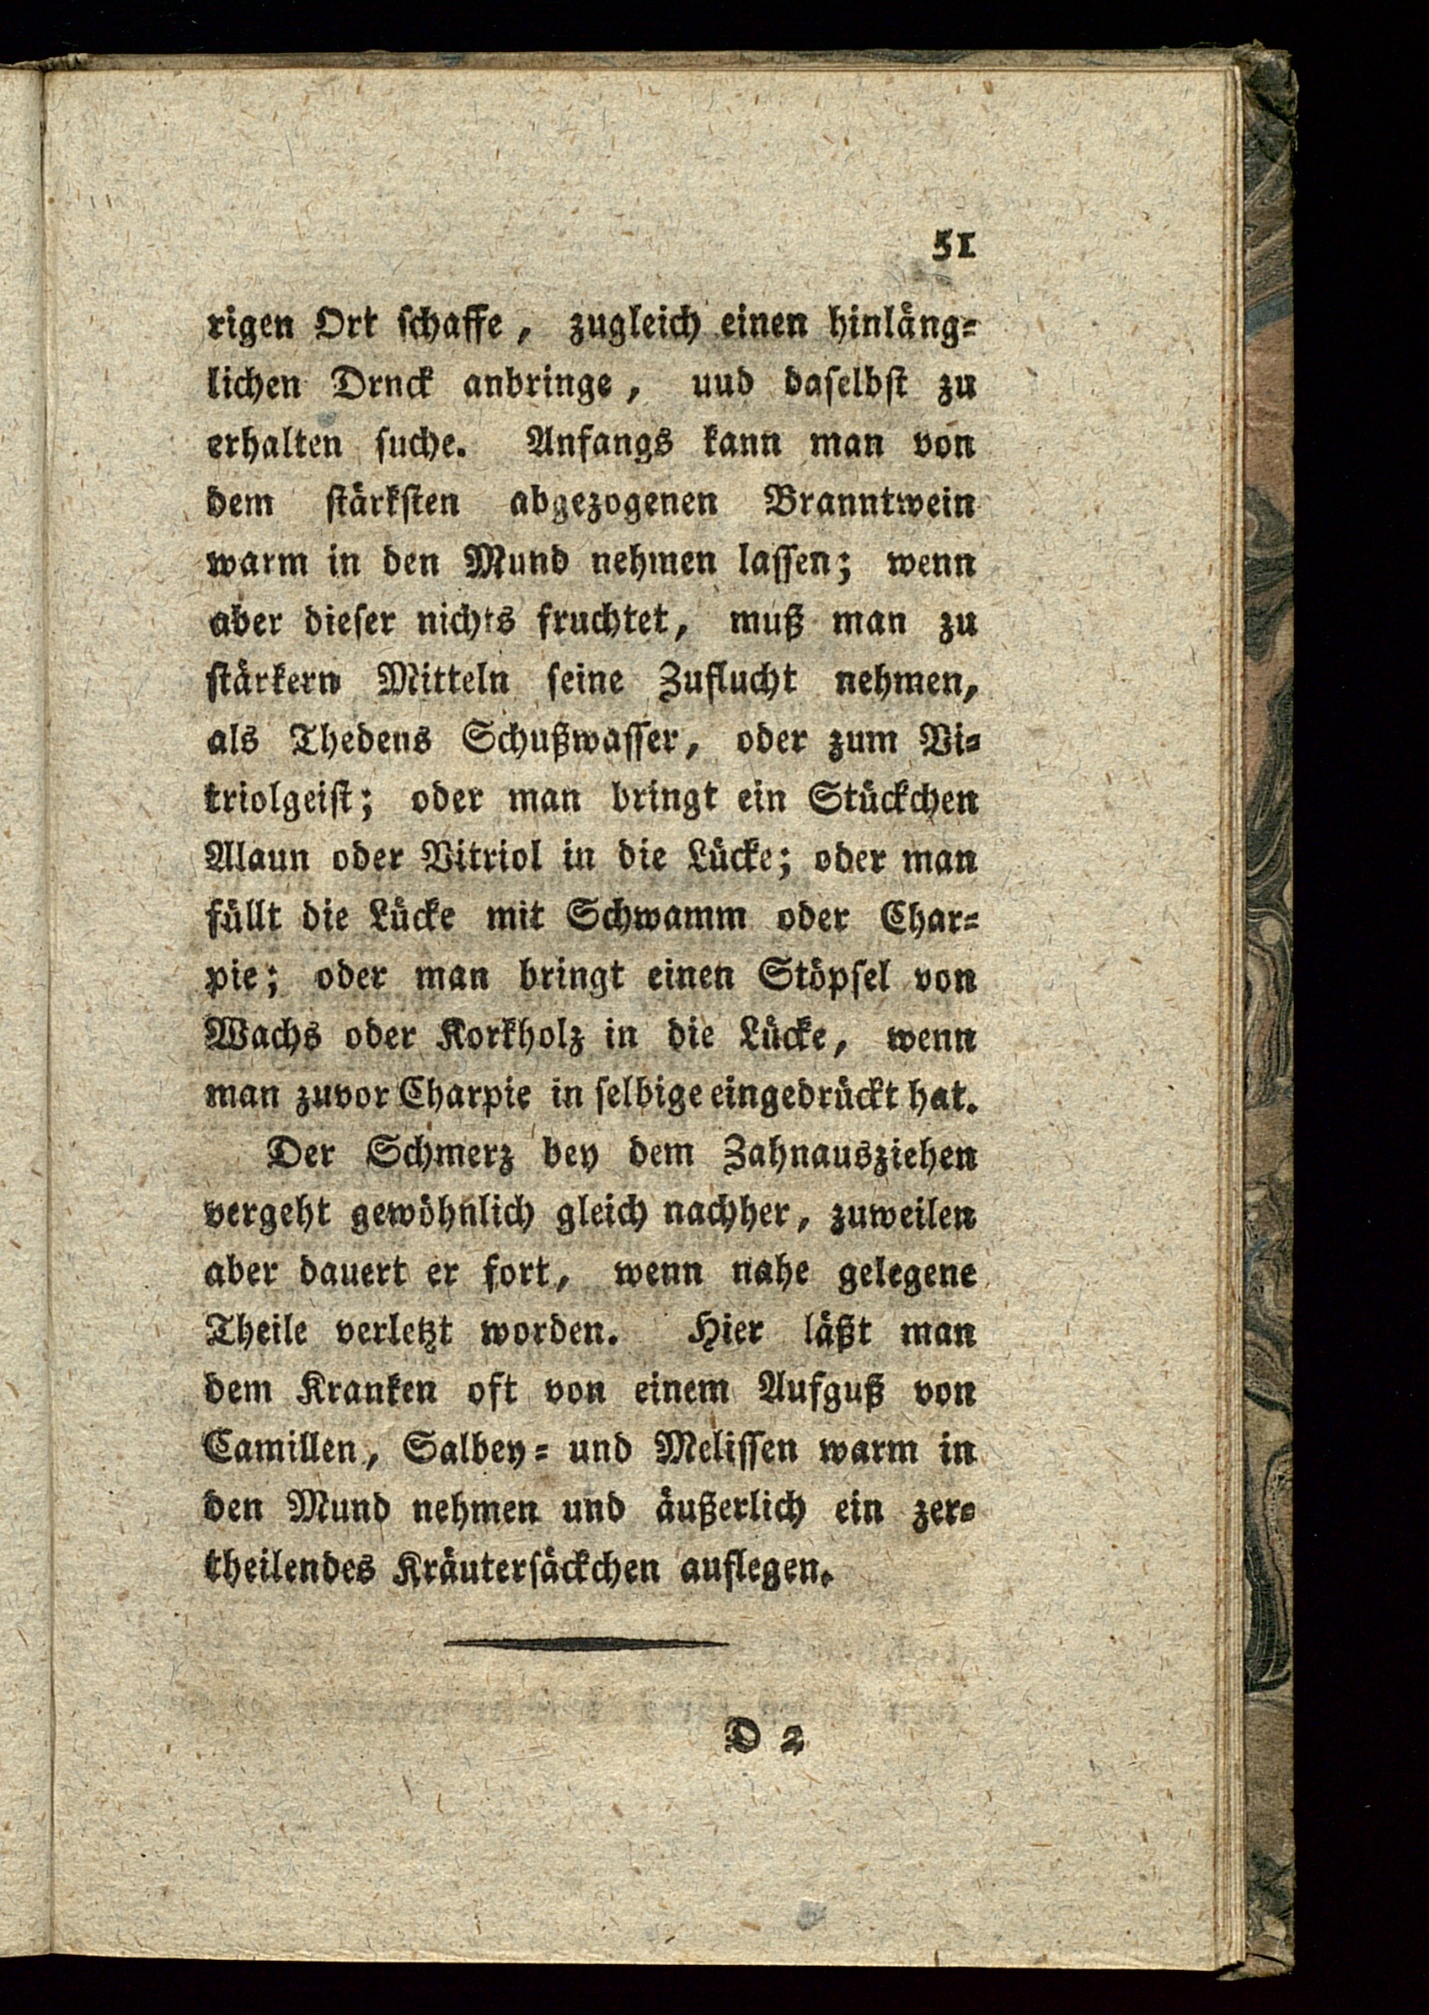 51
rigen Ort schaffe, zugleich einen hinläng⸗
lichen Drnck anbringe, uud daselbst zu
erhalten suche. Anfangs kann man von
dem stärksten abgezogenen Branntwein
warm in den Mund nehmen lassen; wenn
aber dieser nichts fruchtet, muß man zu
stärkern Mitteln seine Zuflucht nehmen,
als Thedens Schußwasser, oder zum Vi⸗
triolgeist; oder man bringt ein Stückchen
Alaun oder Vitriol in die Lücke; oder man
füllt die Lücke mit Schwamm oder Char⸗
pie; oder man bringt einen Stöpsel von
Wachs oder Korkholz in die Lücke, wenn
man zuvor Charpie in selbige eingedrückt hat.
Der Schmerz bey dem Zahnausziehen
vergeht gewöhnlich gleich nachher, zuweilen
aber dauert er fort, wenn nahe gelegene
Theile verletzt worden. Hier läßt man
dem Kranken oft von einem Aufguß von
Camillen, Salbey⸗ und Melissen warm in
den Mund nehmen und äußerlich ein zer⸗
theilendes Kräutersäckchen auflegen.
D 2